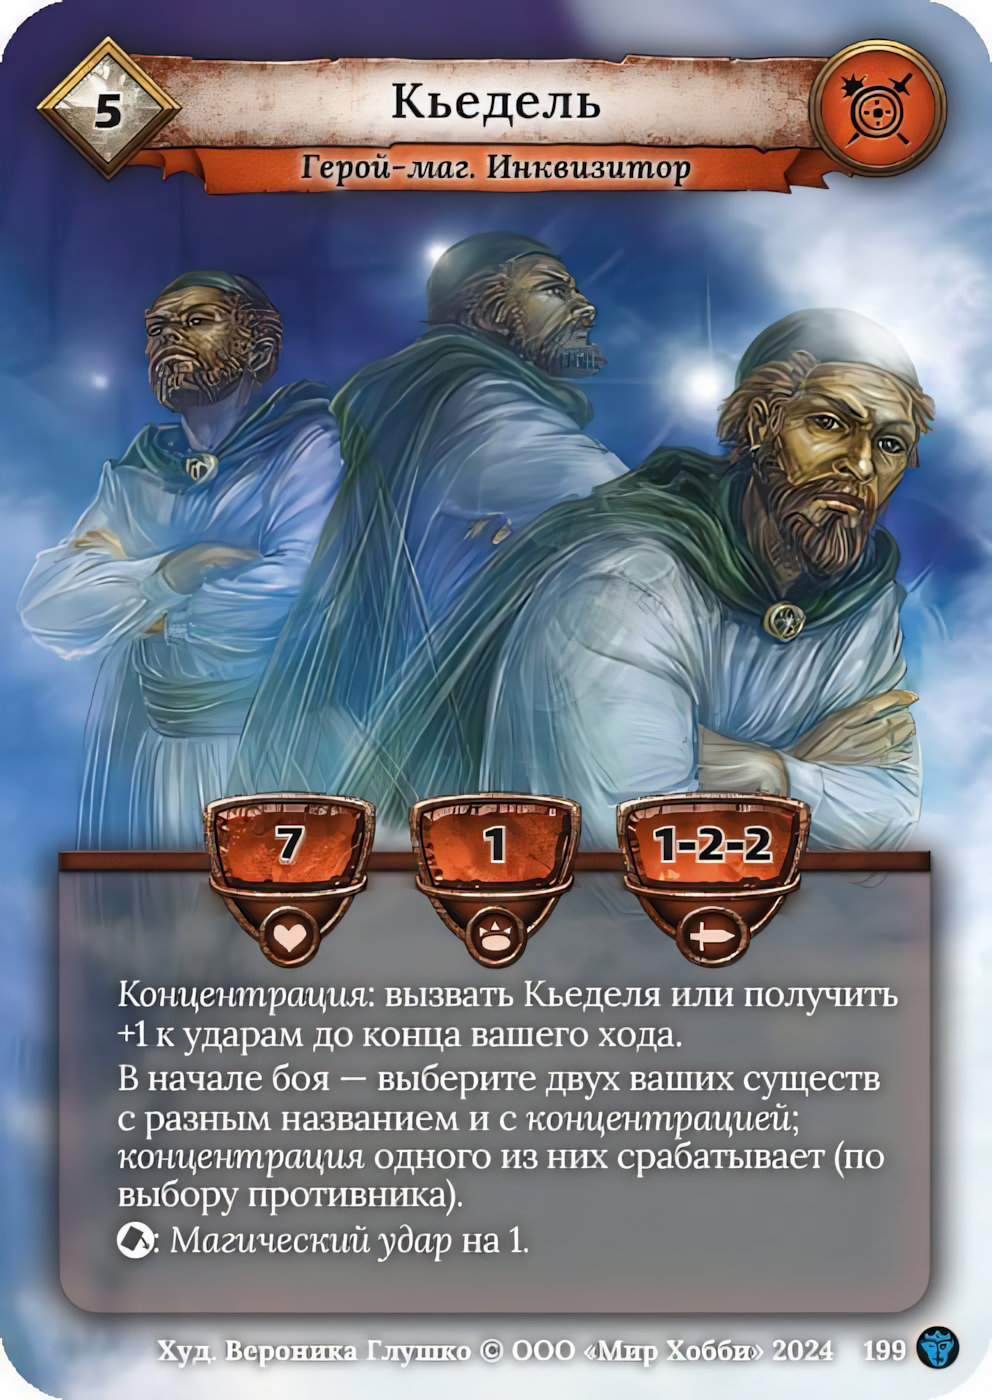 5
Кьедель
Герой-маг. Инквизитор
7
1
1-2-2
Концентрация: вызвать Кьеделя или получить
+1 к ударам до конца вашего хода.
В начале боя — выберите двух ваших существ
с разным названием и с концентрацией;
концентрация одного из них срабатывает (по
выбору противника).
: Магический удар на 1.
Худ. Вероника Глушко © ООО «Мир Хобби» 2024 199